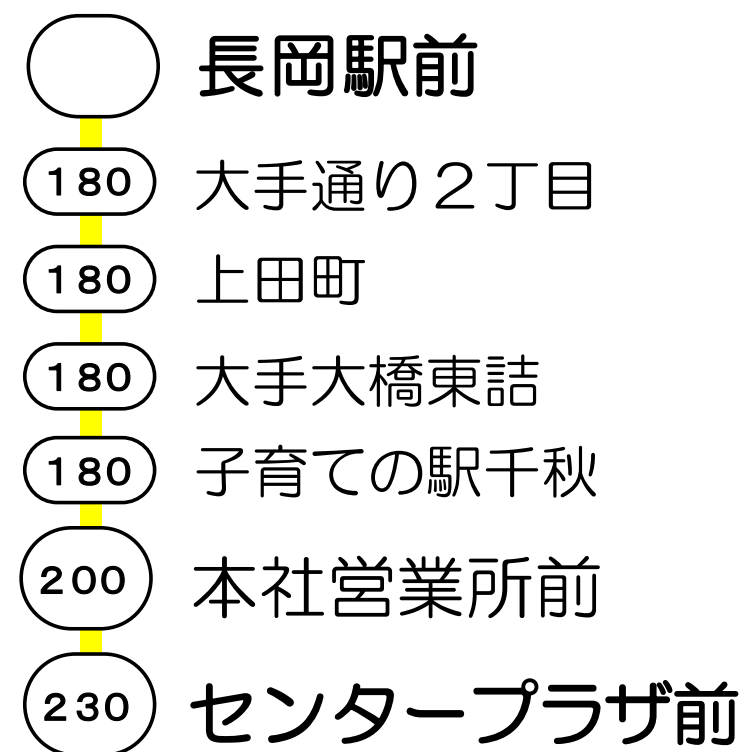 長岡駅前
180 大手通り２丁目
180 上田町
180 大手大橋東詰
180 子育ての駅千秋
200 本社営業所前
230 センタープラザ前